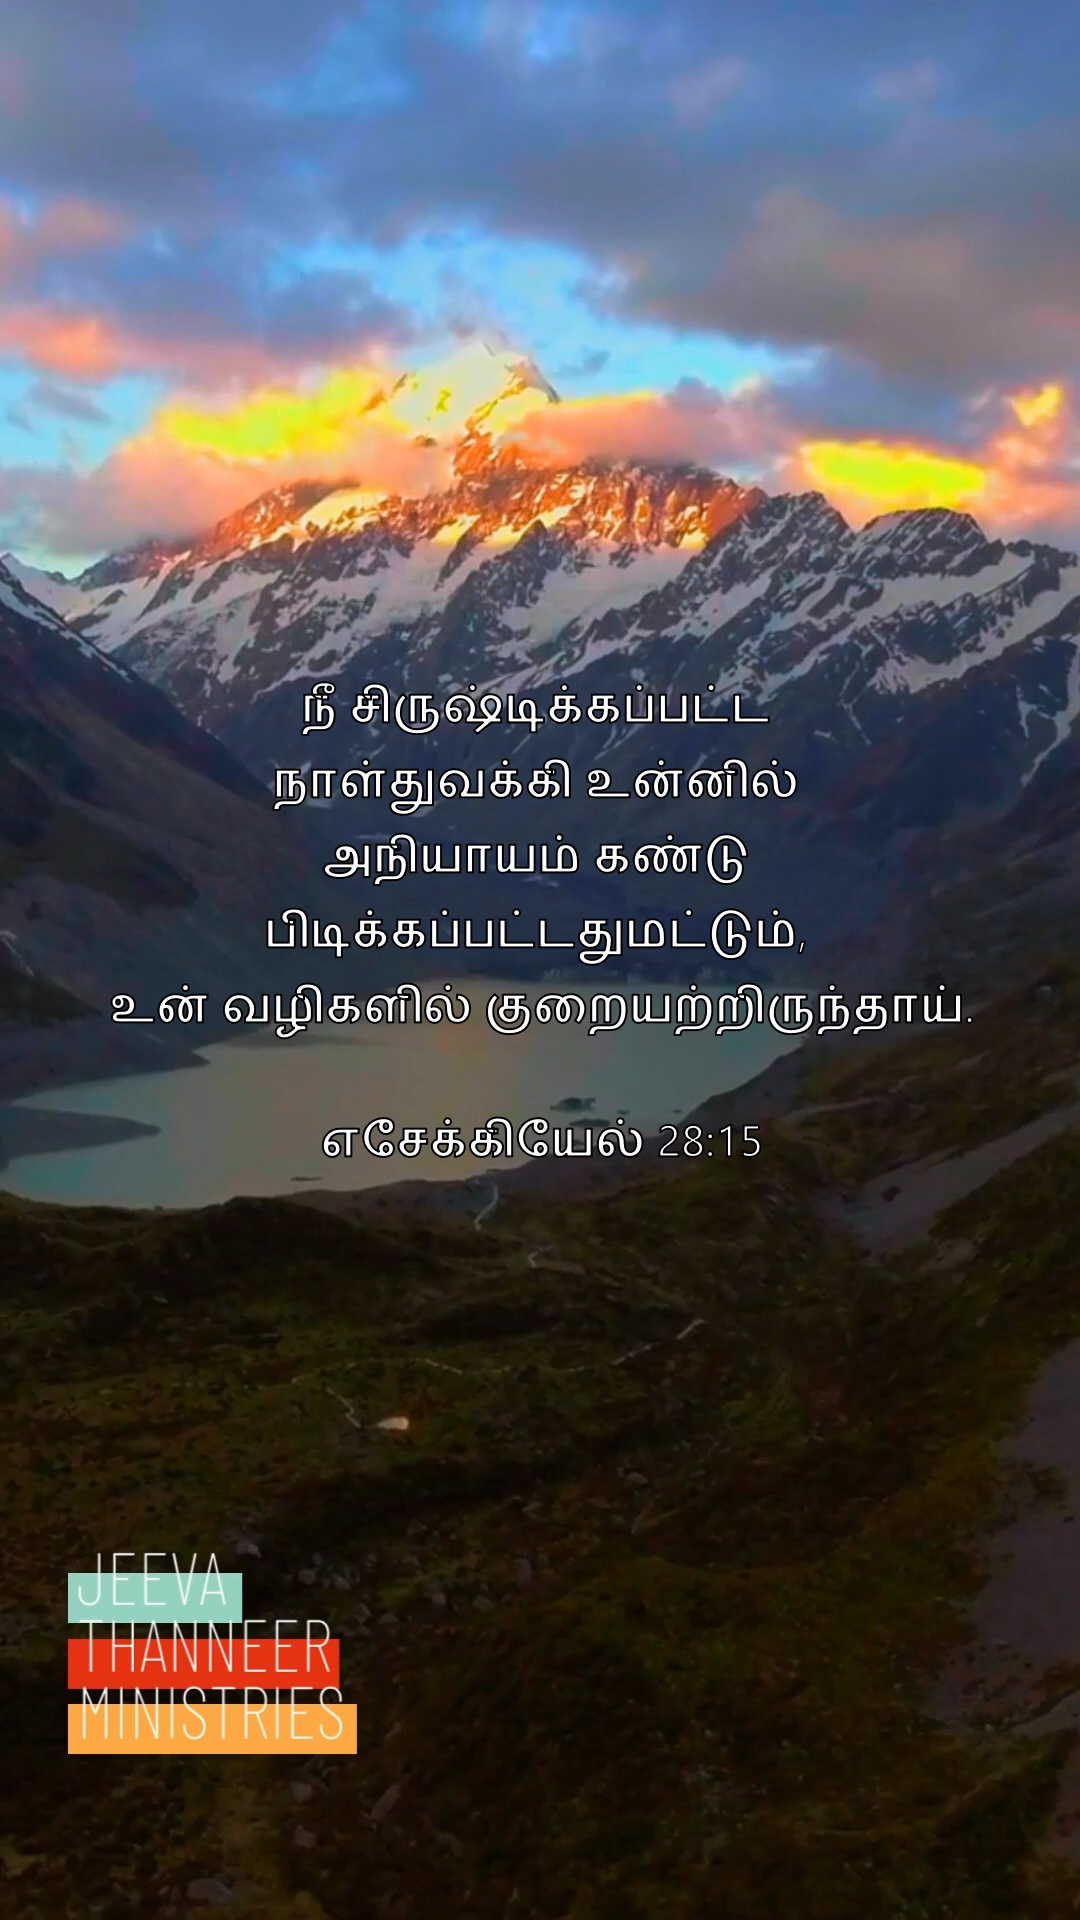 நீ சிருஷ்டிக்கப்பட்ட
நாள்துவக்கி உன்னில்
அநியாயம் கண்டு
பிடிக்கப்பட்டதுமட்டும்,
உன் வழிகளில் குறையற்றிருந்தாய்.
எசேக்கியேல் 28:15
JEEVA
THANNEER
MINISTRIES